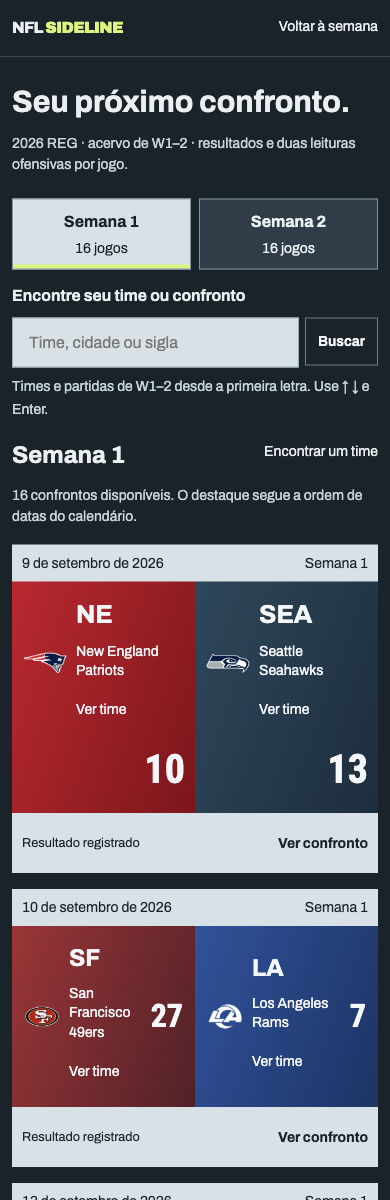 NFL SIDELINE
Voltar à semana
Seu próximo confronto.
2026 REG · acervo de W1–2 · resultados e duas leituras
ofensivas por jogo.
Semana 1
16 jogos
Semana 2
16 jogos
Encontre seu time ou confronto
Time, cidade ou sigla
Buscar
Times e partidas de W1–2 desde a primeira letra. Use ↑ ↓ e
Enter.
Semana 1
Encontrar um time
16 confrontos disponíveis. O destaque segue a ordem de
datas do calendário.
9 de setembro de 2026
Semana 1
NE
New England
Patriots
Ver time
10
SEA
Seattle
Seahawks
Ver time
13
Resultado registrado
Ver confronto
10 de setembro de 2026
Semana 1
SF
San
Francisco
49ers
Ver time
27
LA
Los Angeles
Rams
Ver time
7
Resultado registrado
Ver confronto